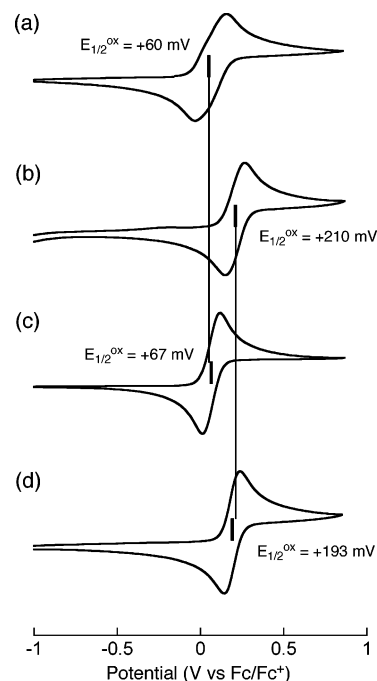 (a)
E1/2ox = +60 mV
(b)
E1/2ox = +210 mV
(c)
E1/2ox = +67 mV
(d)
E1/2ox = +193 mV
-1 -0.5 0 0.5 1
Potential (V vs Fc/Fc+)